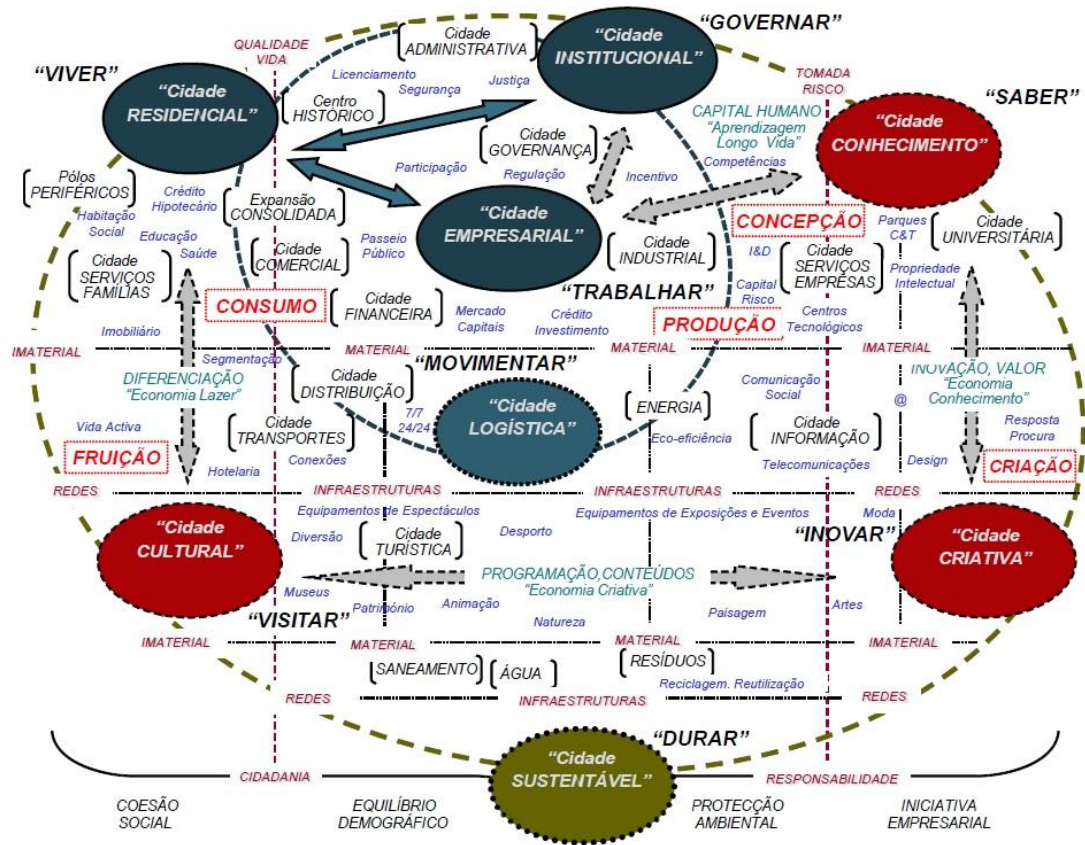 “GOVERNAR”
“Cidade
INSTITUCIONAL”
Cidade
ADMINISTRATIVA
QUALIDADE
VIDA
“VIVER”
“Cidade
RESIDENCIAL”
Licenciamento
Segurança
Justiça
TOMADA
RISCO
“SABER”
Centro
HISTÓRICO
CAPITAL HUMANO
“Aprendizagem
Longo Vida”
“Cidade
CONHECIMENTO”
Cidade
GOVERNANÇA
Participação
Regulação
Incentivo
Competências
Pólos
PERIFÉRICOS
Crédito
Hipotecário
Expansão
CONSOLIDADA
“Cidade
EMPRESARIAL”
CONCEPÇÃO
Parques
C&T
Cidade
UNIVERSITÁRIA
Habitação
Social
Educação
Saúde
Cidade
COMERCIAL
Passeio
Público
Cidade
INDUSTRIAL
I&D
Cidade
SERVIÇOS
EMPRESAS
Propriedade
Intelectual
Cidade
SERVIÇOS
FAMÍLIAS
CONSUMO
Cidade
FINANCEIRA
“TRABALHAR”
Capital
Risco
Mercado
Capitais
Crédito
Investimento
PRODUÇÃO
Centros
Tecnológicos
Imobiliário
IMATERIAL
MATERIAL
MATERIAL
IMATERIAL
Segmentação
“MOVIMENTAR”
DIFERENCIAÇÃO
“Economia Lazer”
Cidade
DISTRIBUIÇÃO
Comunicação
Social
INOVAÇÃO, VALOR
“Economia
Conhecimento”
@
7/7
24/24
“Cidade
LOGÍSTICA”
ENERGIA
Vida Activa
Cidade
TRANSPORTES
Eco-eficiência
Cidade
INFORMAÇÃO
Resposta
Procura
FRUIÇÃO
Hotelaria
Conexões
Telecomunicações
Design
CRIAÇÃO
REDES
INFRAESTRUTURAS
INFRAESTRUTURAS
REDES
Equipamentos de Espectáculos
Equipamentos de Exposições e Eventos
Moda
“Cidade
CULTURAL”
Diversão
Cidade
TURÍSTICA
Desporto
“INOVAR”
“Cidade
CRIATIVA”
PROGRAMAÇÃO,CONTEÚDOS
“Economia Criativa”
Museus
Património
Animação
Natureza
Paisagem
Artes
“VISITAR”
IMATERIAL
MATERIAL
MATERIAL
IMATERIAL
SANEAMENTO
ÁGUA
RESÍDUOS
Reciclagem. Reutilização
REDES
INFRAESTRUTURAS
REDES
“DURAR”
“Cidade
SUSTENTÁVEL”
CIDADANIA
RESPONSABILIDADE
COESÃO
SOCIAL
EQUILÍBRIO
DEMOGRÁFICO
PROTECÇÃO
AMBIENTAL
INICIATIVA
EMPRESARIAL